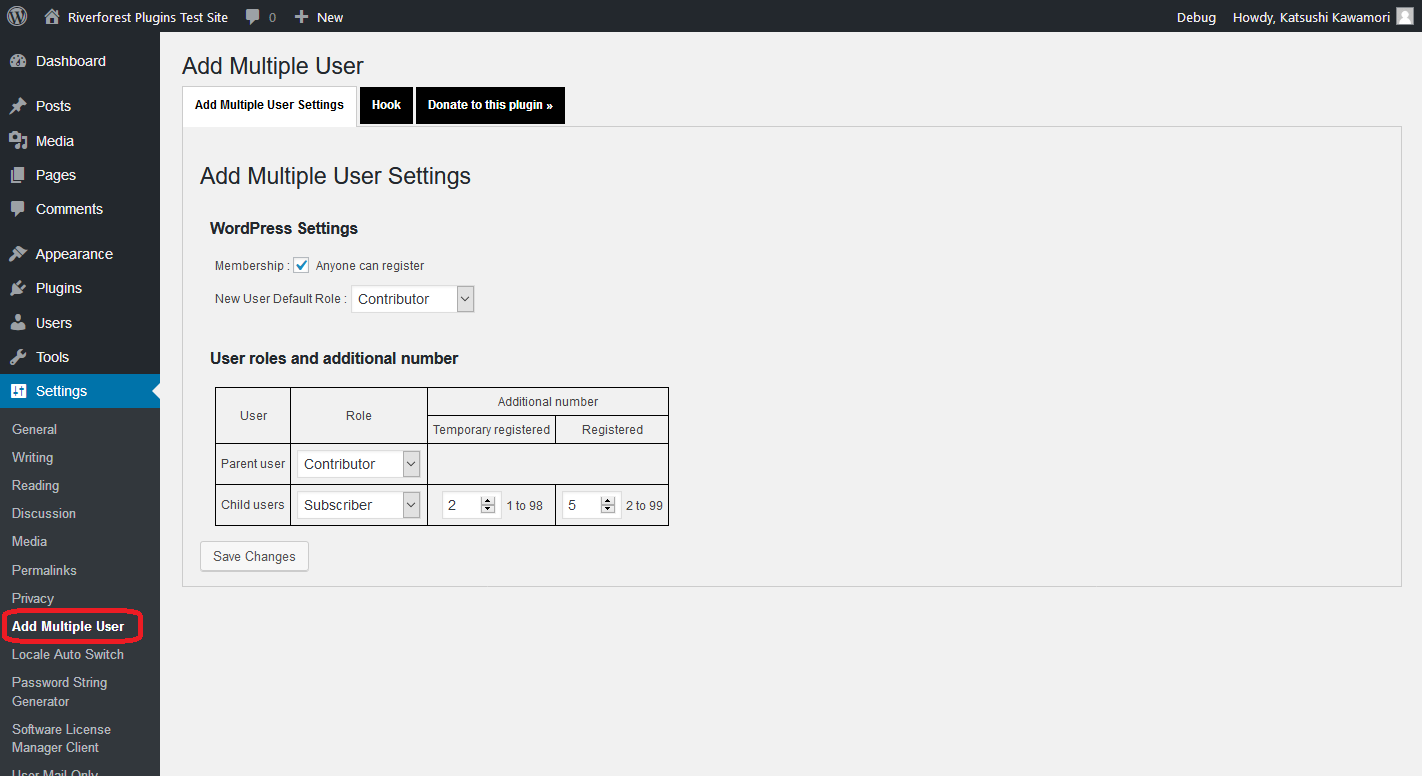 Riverforest Plugins Test Site 0 New Debug Howdy, Katsushi Kawamori
Dashboard
Posts
Media
Pages
Comments
Appearance
Plugins
Users
Tools
Settings
General
Writing
Reading
Discussion
Media
Permalinks
Privacy
Add Multiple User
Locale Auto Switch
Password String
Generator
Software License
Manager Client
User Mail Only
Add Multiple User
Add Multiple User Settings Hook Donate to this plugin »
Add Multiple User Settings
WordPress Settings
Membership : Anyone can register
New User Default Role : Contributor
User roles and additional number
User Role Additional number
Temporary registered Registered
Parent user Contributor
Child users Subscriber 2 1 to 98 5 2 to 99
Save Changes